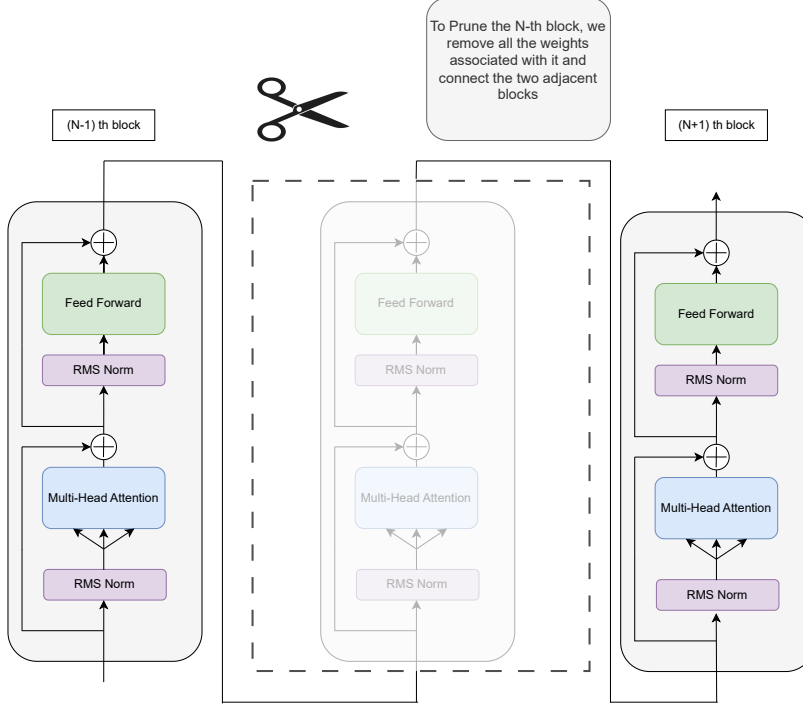 To Prune the N-th block, we
remove all the weights
associated with it and
connect the two adjacent
blocks
(N-1) th block
(N+1) th block
Feed Forward
RMS Norm
Multi-Head Attention
RMS Norm
Feed Forward
RMS Norm
Multi-Head Attention
RMS Norm
Feed Forward
RMS Norm
Multi-Head Attention
RMS Norm